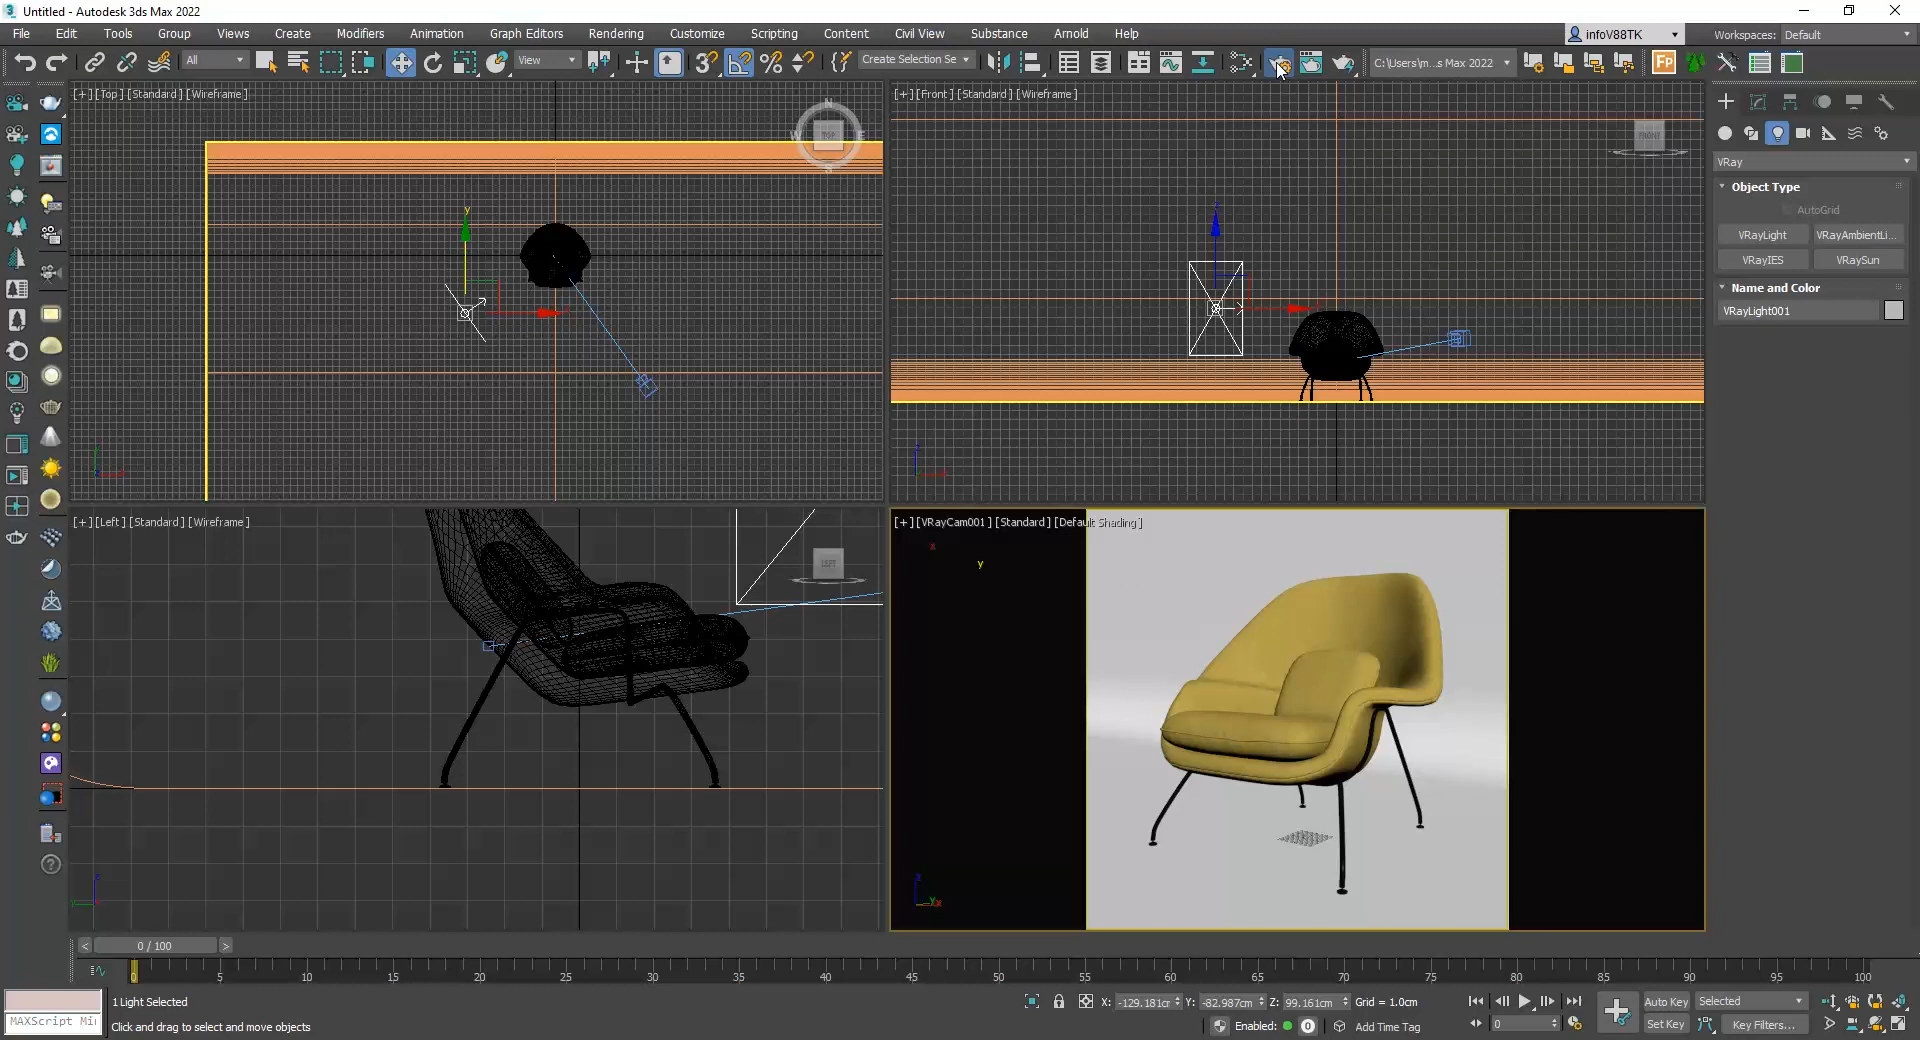 Untitled - Autodesk 3ds Max 2022
File Edit Tools Group Views Create Modifiers Animation Graph Editors Rendering Customize Scripting Content Civil View Substance Arnold Help infoV88TK Workspaces: Default
All View Create Selection Se C:\Users\m...s Max 2022
[+] [Top] [Standard] [Wireframe]
[+] [Front] [Standard] [Wireframe]
N
W TOP E
S
FRONT
VRay
Object Type
AutoGrid
VRayLight VRayAmbientLi...
VRayIES VRaySun
Name and Color
VRayLight001
y
z
[+] [Left] [Standard] [Wireframe]
[+] [VRayCam001] [Standard] [Default Shading]
LEFT
x
y
0 / 100
0 5 10 15 20 25 30 35 40 45 50 55 60 65 70 75 80 85 90 95 100
1 Light Selected
X: -129.181cr Y: -82.987cm Z: 99.161cm Grid = 1.0cm
Auto Key Selected
MAXScript Mi
Click and drag to select and move objects
Enabled: 0 Add Time Tag
0
Set Key Key Filters...